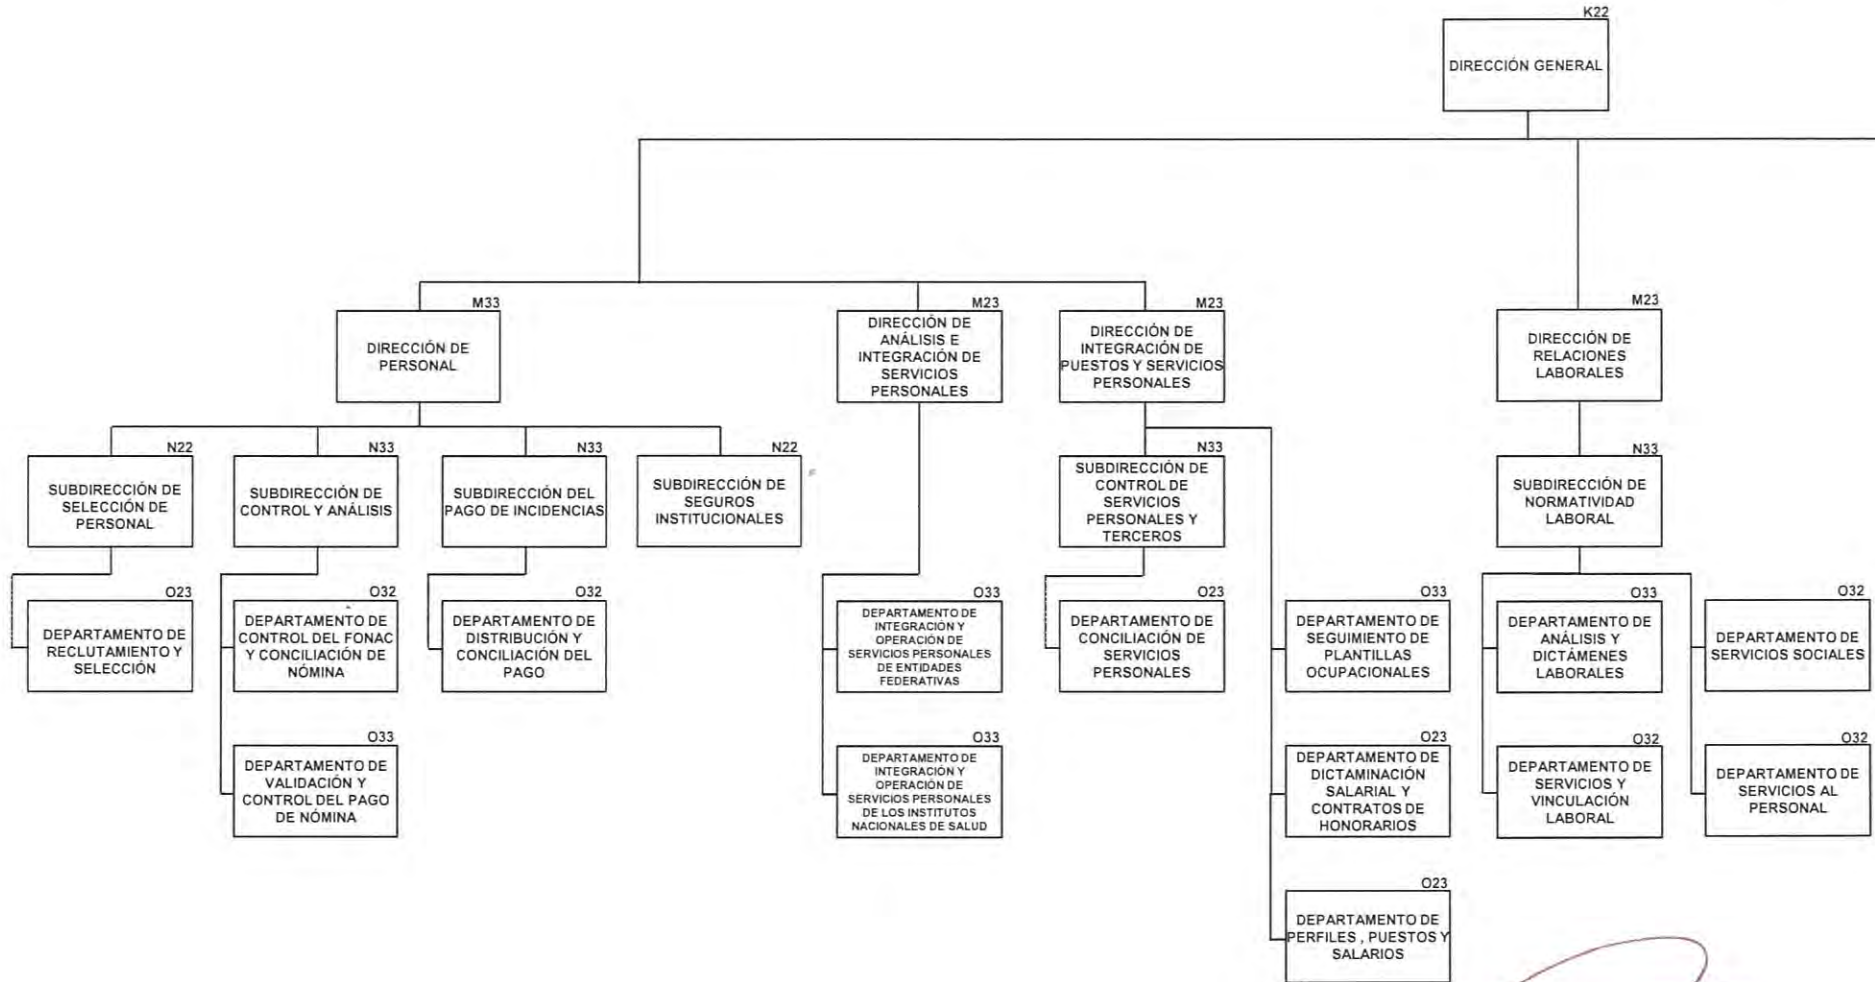 K22
DIRECCIÓN GENERAL
M33
DIRECCIÓN DE
PERSONAL
M23
DIRECCIÓN DE
ANÁLISIS E
INTEGRACIÓN DE
SERVICIOS
PERSONALES
M23
DIRECCIÓN DE
INTEGRACIÓN DE
PUESTOS Y SERVICIOS
PERSONALES
M23
DIRECCIÓN DE
RELACIONES
LABORALES
N22
SUBDIRECCIÓN DE
SELECCIÓN DE
PERSONAL
N33
SUBDIRECCIÓN DE
CONTROL Y ANÁLISIS
N33
SUBDIRECCIÓN DEL
PAGO DE INCIDENCIAS
N22
SUBDIRECCIÓN DE
SEGUROS
INSTITUCIONALES
N33
SUBDIRECCIÓN DE
CONTROL DE
SERVICIOS
PERSONALES Y
TERCEROS
N33
SUBDIRECCIÓN DE
NORMATIVIDAD
LABORAL
O23
DEPARTAMENTO DE
RECLUTAMIENTO Y
SELECCIÓN
O32
DEPARTAMENTO DE
CONTROL DEL FONAC
Y CONCILIACIÓN DE
NÓMINA
O32
DEPARTAMENTO DE
DISTRIBUCIÓN Y
CONCILIACIÓN DEL
PAGO
O33
DEPARTAMENTO DE
INTEGRACIÓN Y
OPERACIÓN DE
SERVICIOS PERSONALES
DE ENTIDADES
FEDERATIVAS
O23
DEPARTAMENTO DE
CONCILIACIÓN DE
SERVICIOS
PERSONALES
O33
DEPARTAMENTO DE
SEGUIMIENTO DE
PLANTILLAS
OCUPACIONALES
O33
DEPARTAMENTO DE
ANÁLISIS Y
DICTÁMENES
LABORALES
O32
DEPARTAMENTO DE
SERVICIOS SOCIALES
O33
DEPARTAMENTO DE
VALIDACIÓN Y
CONTROL DEL PAGO
DE NÓMINA
O33
DEPARTAMENTO DE
INTEGRACIÓN Y
OPERACIÓN DE
SERVICIOS PERSONALES
DE LOS INSTITUTOS
NACIONALES DE SALUD
O23
DEPARTAMENTO DE
DICTAMINACIÓN
SALARIAL Y
CONTRATOS DE
HONORARIOS
O32
DEPARTAMENTO DE
SERVICIOS Y
VINCULACIÓN
LABORAL
O32
DEPARTAMENTO DE
SERVICIOS AL
PERSONAL
O23
DEPARTAMENTO DE
PERFILES , PUESTOS Y
SALARIOS